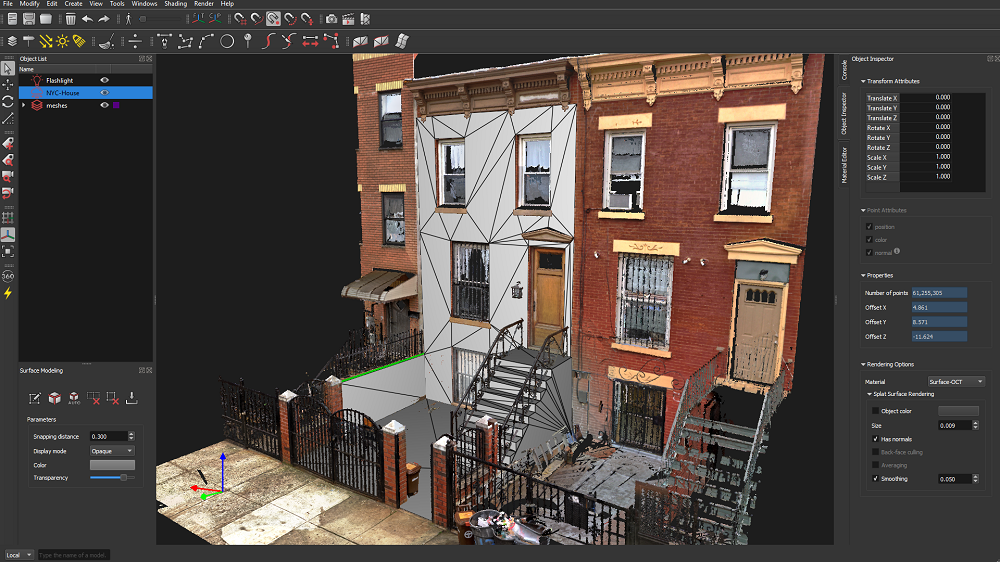 File Modify Edit Create View Tools Windows Shading Render Help
Object List
Name
Flashlight
NYC-House
meshes
Surface Modeling
AUTO
Parameters
Snapping distance 0.300
Display mode Opaque
Color
Transparency
Local Type the name of a model.
360
Console
Object Inspector
Material Editor
Object Inspector
Transform Attributes
Translate X 0.000
Translate Y 0.000
Translate Z 0.000
Rotate X 0.000
Rotate Y 0.000
Rotate Z 0.000
Scale X 1.000
Scale Y 1.000
Scale Z 1.000
Point Attributes
position
color
normal
Properties
Number of points 61,255,305
Offset X 4.861
Offset Y 8.571
Offset Z -11.624
Rendering Options
Material Surface-OCT
Splat Surface Rendering
Object color
Size 0.009
Has normals
Back-face culling
Averaging
Smoothing 0.050